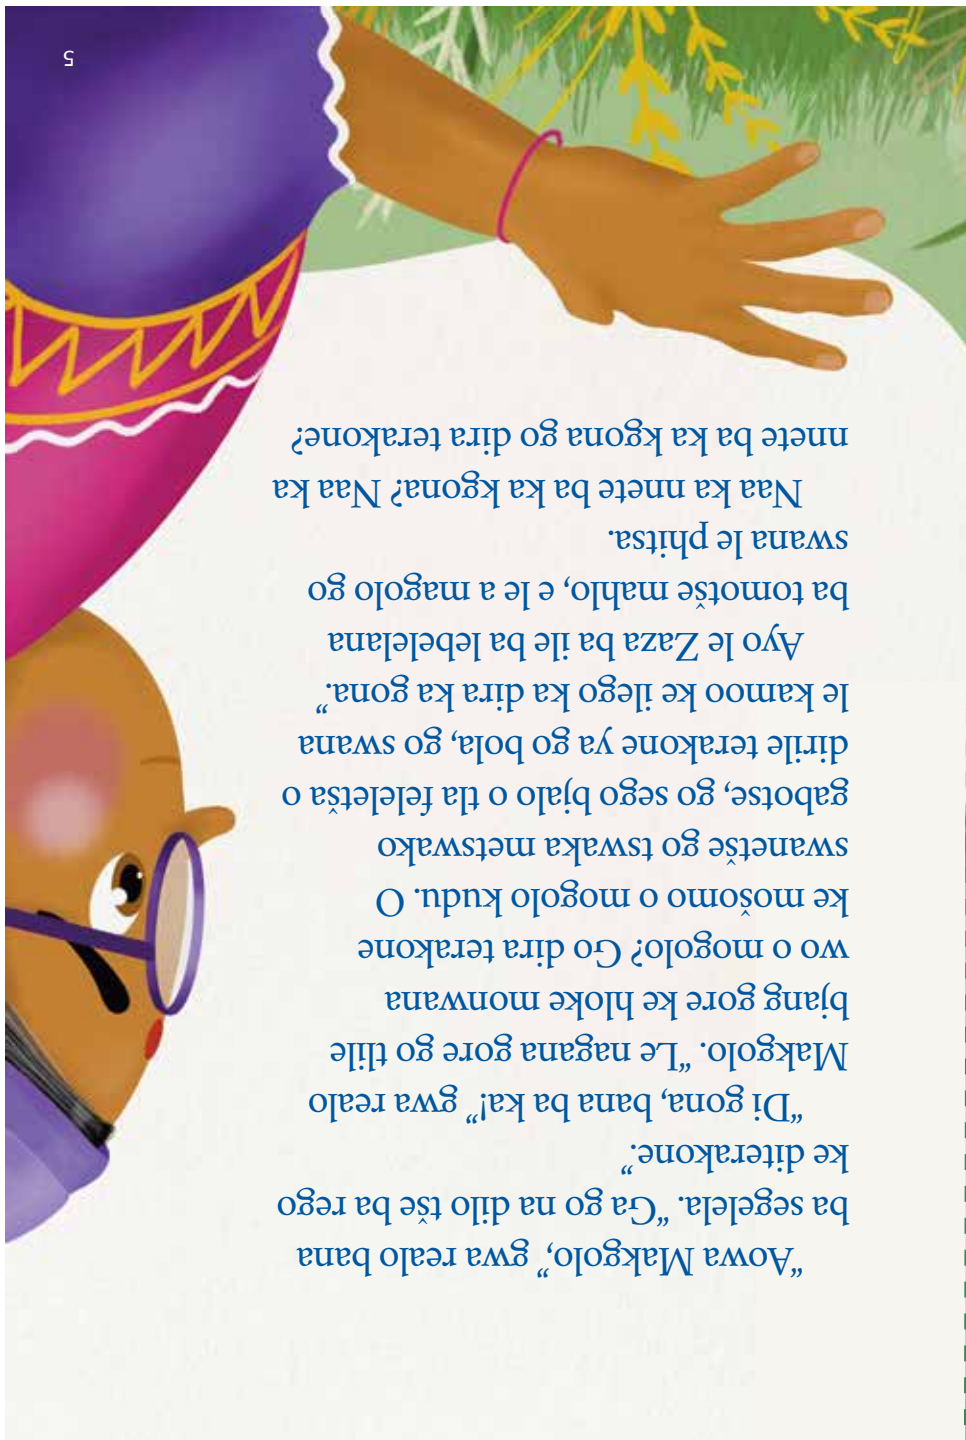 “Aowa Makgolo,” gwa realo bana
ba segelela. “Ga go na dilo tše ba rego
ke diterakone.”
“Di gona, bana ba ka!” gwa realo
Makgolo. “Le nagana gore go tlile
bjang gore ke hloke monwana
wo o mogolo? Go dira terakone
ke mošomo o mogolo kudu. O
swanetše go tswaka metswako
gabotse, go sego bjalo o tla feleletša o
dirile terakone ya go bola, go swana
le kamoo ke ilego ka dira ka gona.”
Ayo le Zaza ba ile ba lebelelana
ba tomotše mahlo, e le a magolo go
swana le phitsa.
Naa ka nnete ba ka kgona? Naa ka
nnete ba ka kgona go dira terakone?
5